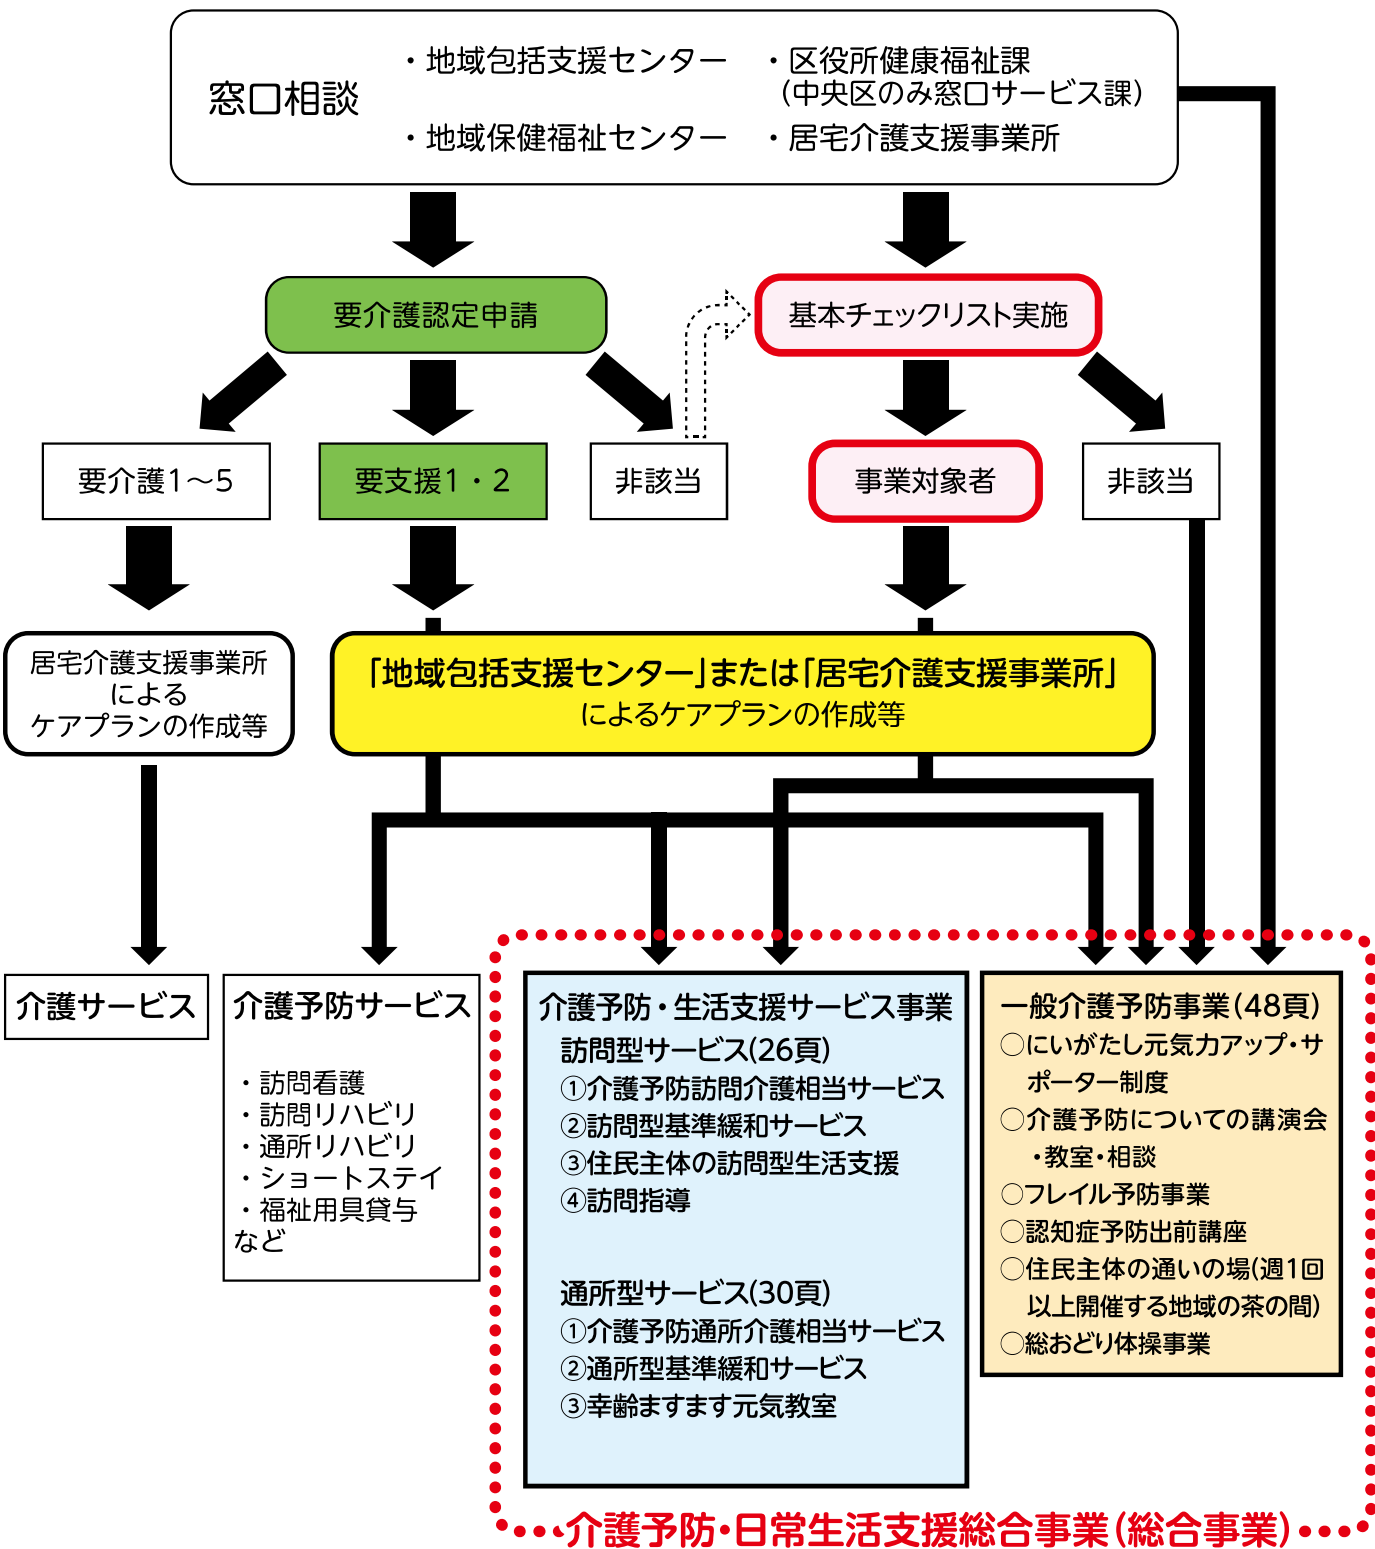 窓口相談
・地域包括支援センター
・区役所健康福祉課
(中央区のみ窓口サービス課)
・地域保健福祉センター
・居宅介護支援事業所
要介護認定申請
基本チェックリスト実施
要介護1～5
要支援1・2
非該当
事業対象者
非該当
居宅介護支援事業所
による
ケアプランの作成等
「地域包括支援センター」または「居宅介護支援事業所」
によるケアプランの作成等
介護サービス
介護予防サービス
・訪問看護
・訪問リハビリ
・通所リハビリ
・ショートステイ
・福祉用具貸与
など
介護予防・生活支援サービス事業
訪問型サービス(26頁)
①介護予防訪問介護相当サービス
②訪問型基準緩和サービス
③住民主体の訪問型生活支援
④訪問指導
通所型サービス(30頁)
①介護予防通所介護相当サービス
②通所型基準緩和サービス
③幸齢ますます元気教室
一般介護予防事業(48頁)
○にいがたし元気力アップ・サ
ポーター制度
○介護予防についての講演会
・教室・相談
○フレイル予防事業
○認知症予防出前講座
○住民主体の通いの場(週1回
以上開催する地域の茶の間)
○総おどり体操事業
介護予防・日常生活支援総合事業(総合事業)